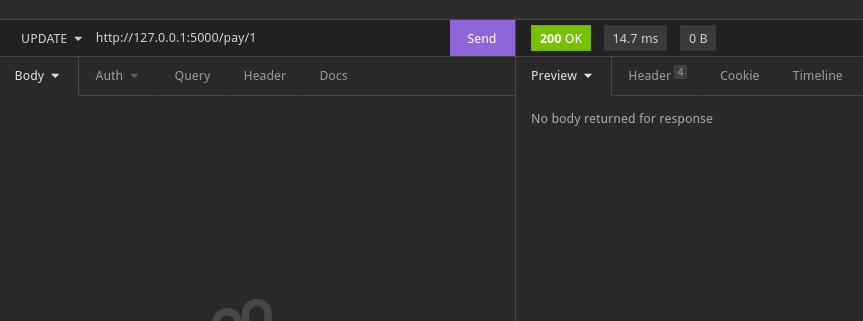 UPDATE http://127.0.0.1:5000/pay/1 Send 200 OK 14.7 ms 0 B
Body Auth Query Header Docs Preview Header 4 Cookie Timeline
No body returned for response